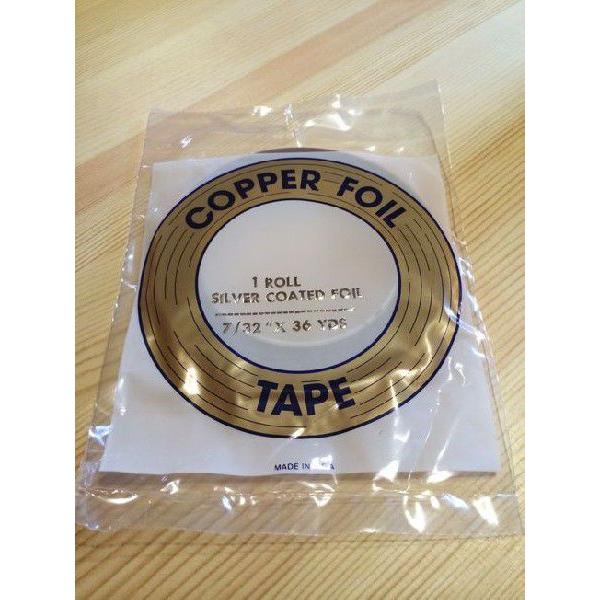 COPPER FOIL
1 ROLL
SILVER COATED FOIL
7/32" X 36 YDS
TAPE
MADE IN